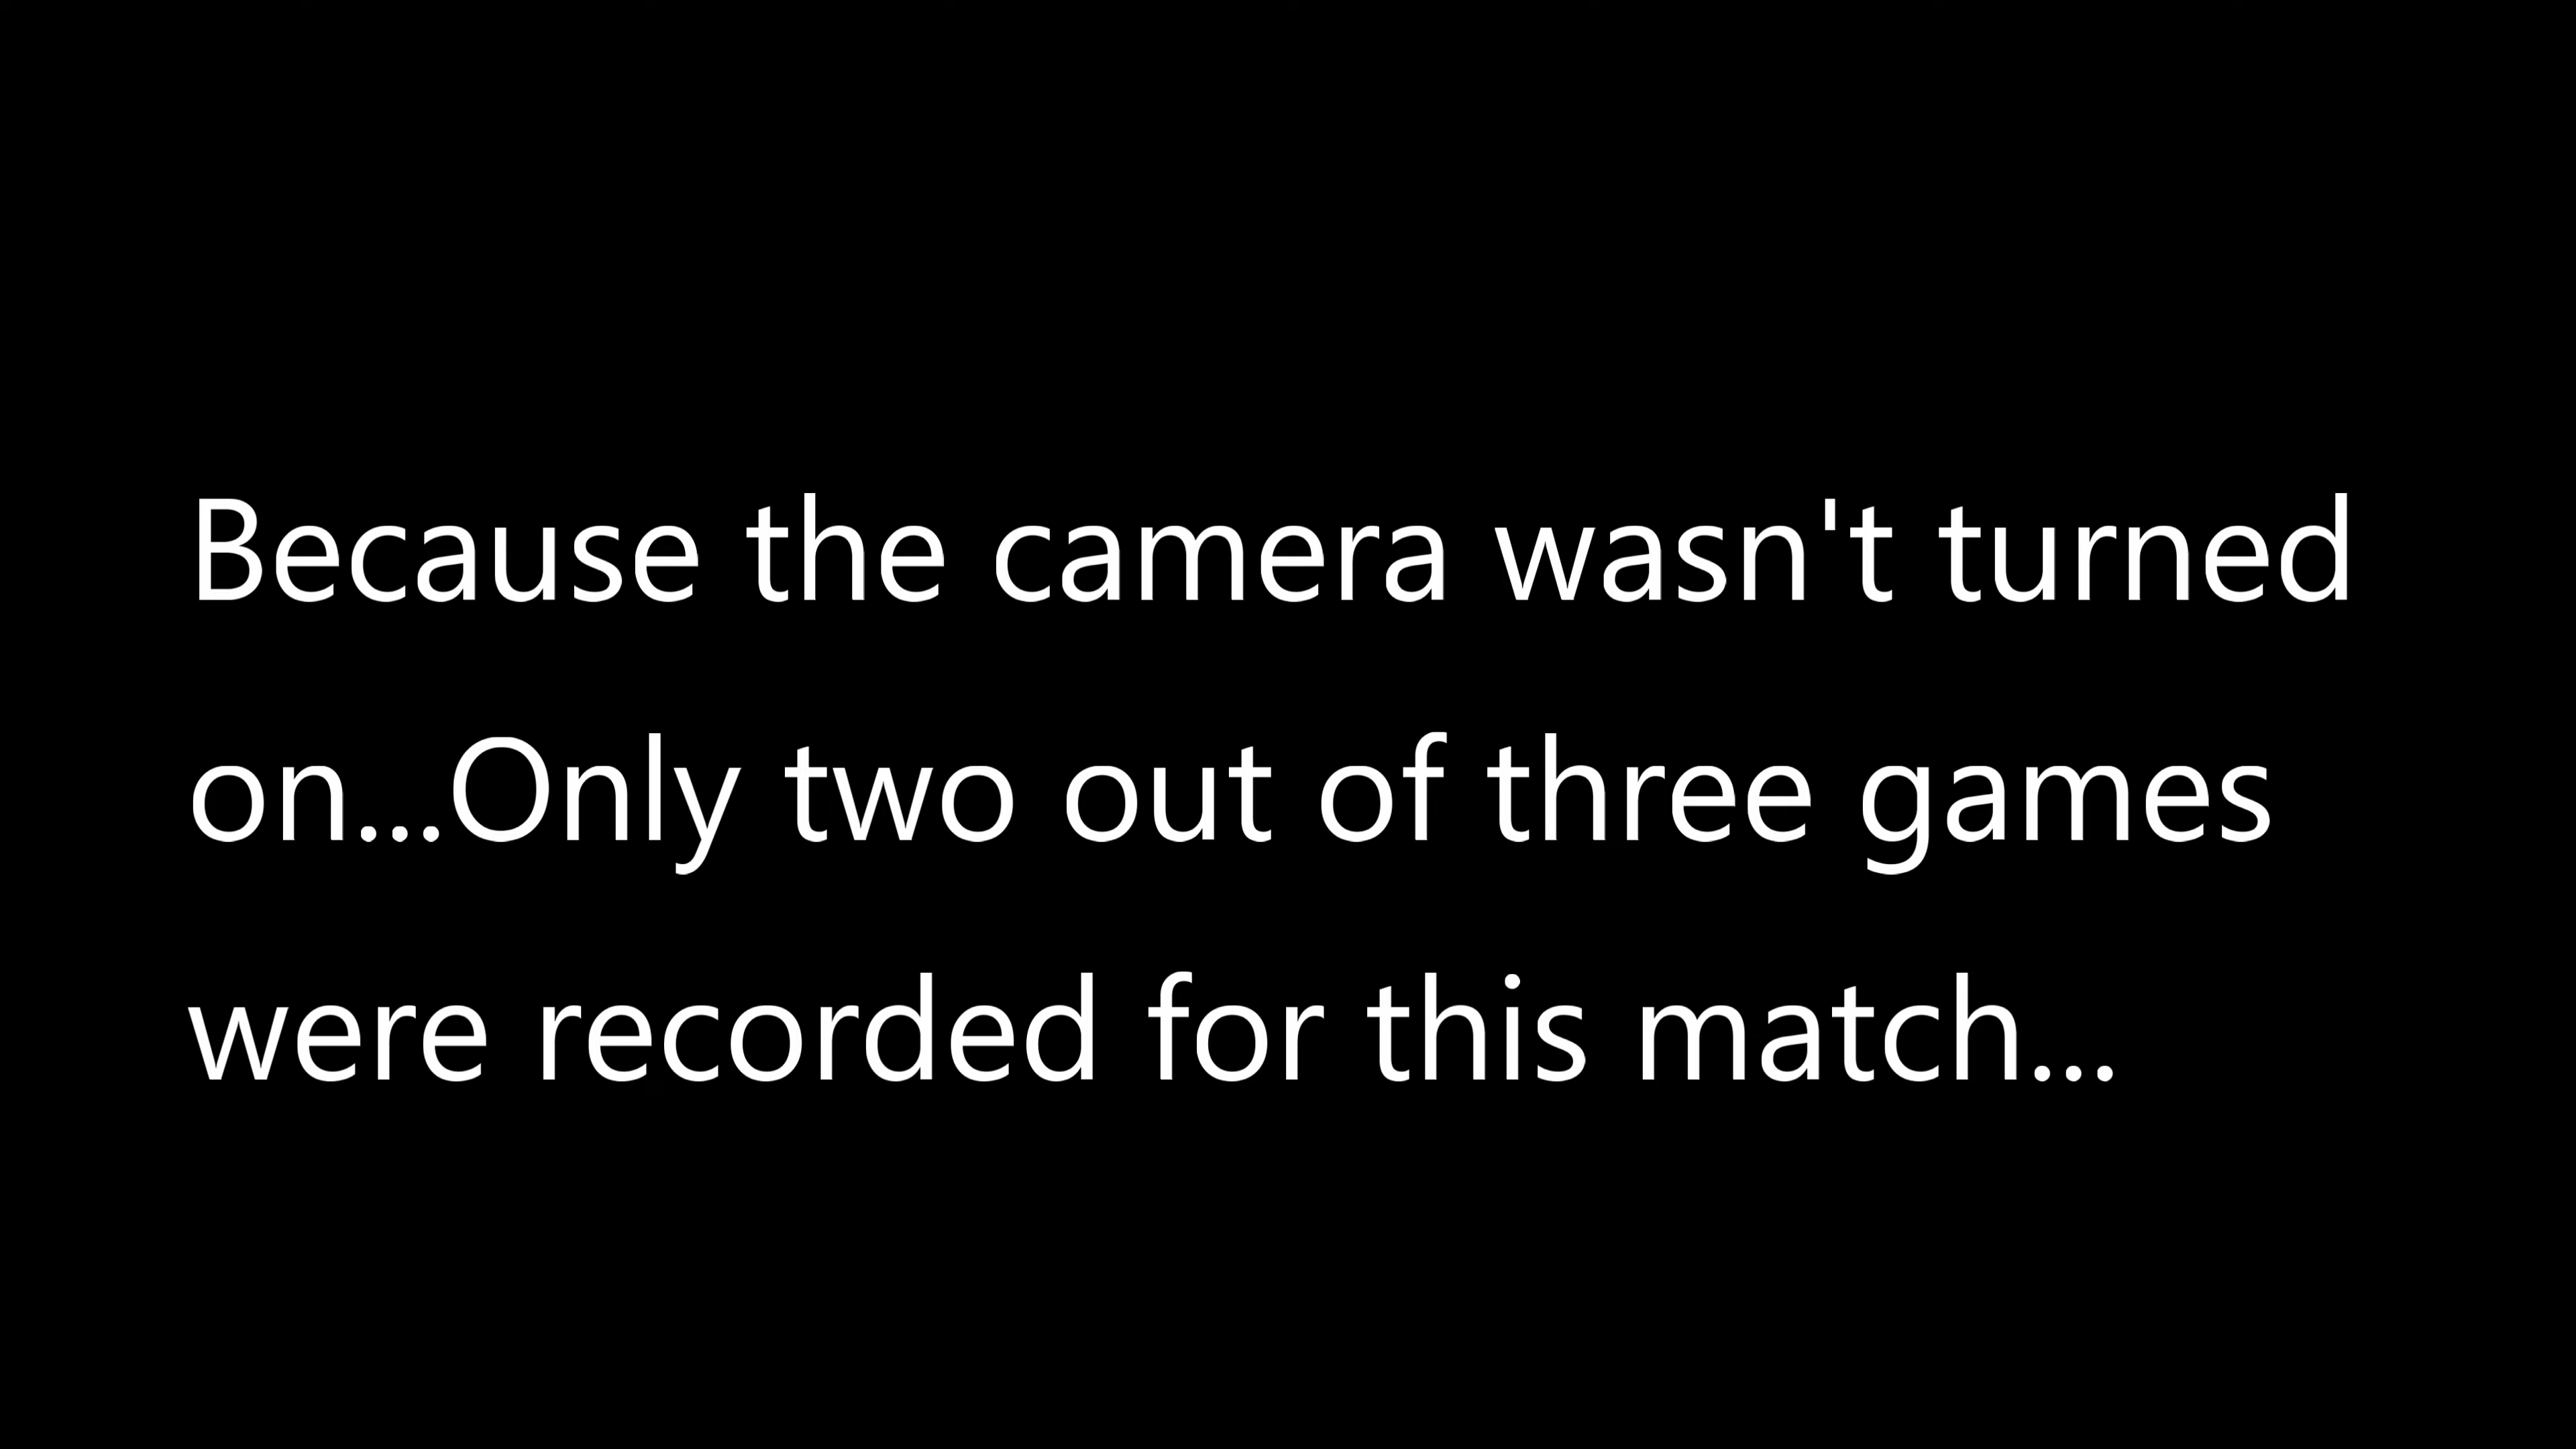 Because the camera wasn't turned
on...Only two out of three games
were recorded for this match...